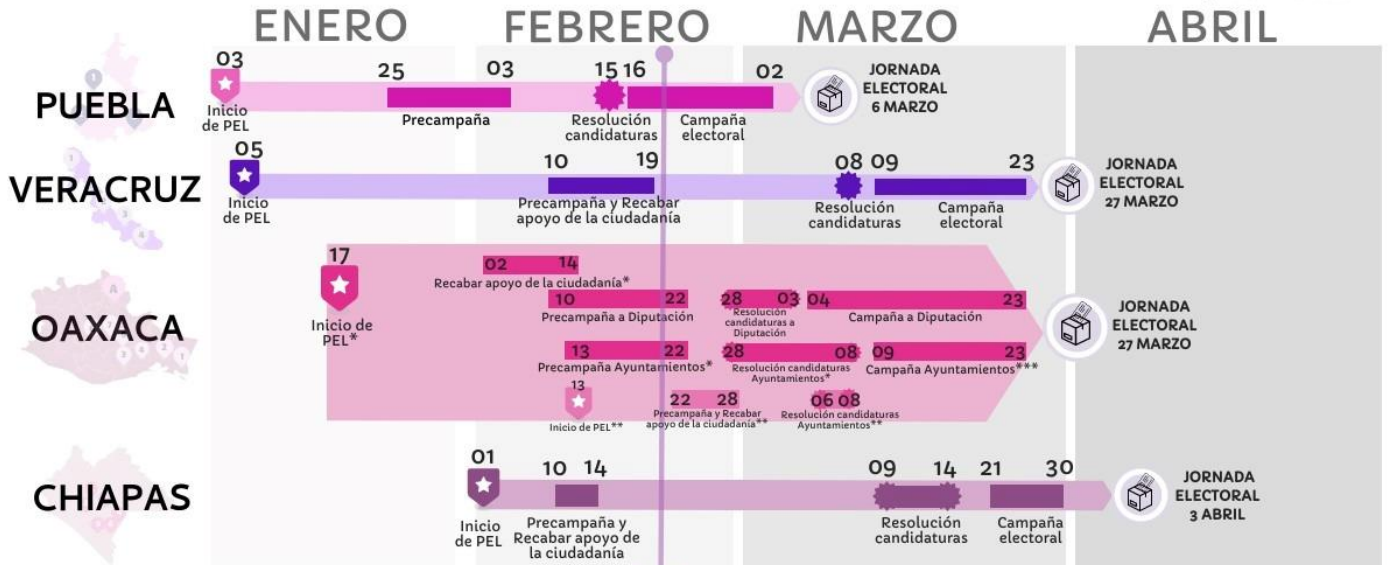 ENERO FEBRERO MARZO ABRIL
PUEBLA
03 25 03 15 16 02
Inicio
de PEL
Precampaña
Resolución
candidaturas
Campaña
electoral
JORNADA
ELECTORAL
6 MARZO
VERACRUZ
05 10 19 08 09 23
Inicio
de PEL
Precampaña y Recabar
apoyo de la ciudadanía
Resolución
candidaturas
Campaña
electoral
JORNADA
ELECTORAL
27 MARZO
OAXACA
17
Inicio de
PEL*
02 14
Recabar apoyo de la ciudadanía*
10 22
Precampaña a Diputación
28 03
Resolución
candidaturas a
Diputación
04 23
Campaña a Diputación
13 22
Precampaña Ayuntamientos*
28 08
Resolución candidaturas
Ayuntamientos*
09 23
Campaña Ayuntamientos***
13
Inicio de PEL**
22 28
Precampaña y Recabar
apoyo de la ciudadanía**
06 08
Resolución candidaturas
Ayuntamientos**
JORNADA
ELECTORAL
27 MARZO
CHIAPAS
01 10 14 09 14 21 30
Inicio
de PEL
Precampaña y
Recabar apoyo de
la ciudadanía
Resolución
candidaturas
Campaña
electoral
JORNADA
ELECTORAL
3 ABRIL